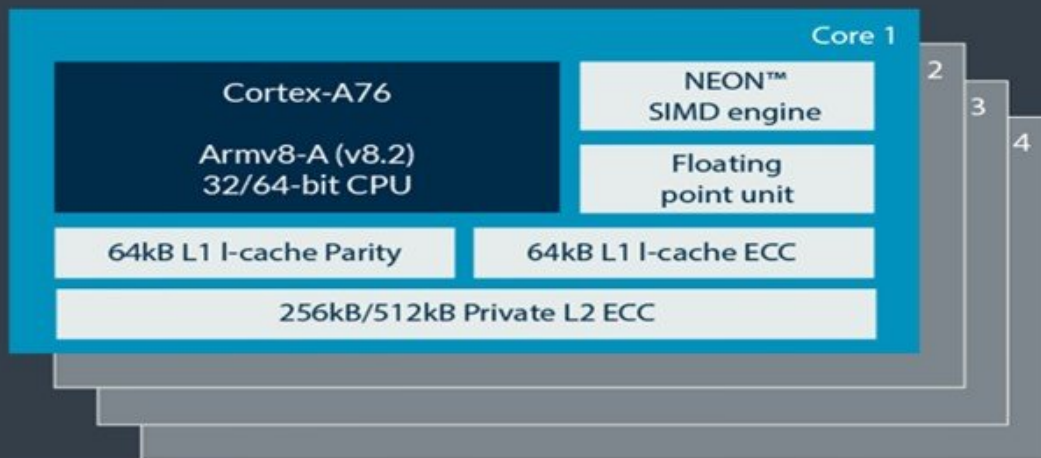 Core 1
2
3
4
Cortex-A76
Armv8-A (v8.2)
32/64-bit CPU
NEON™
SIMD engine
Floating
point unit
64kB L1 I-cache Parity
64kB L1 I-cache ECC
256kB/512kB Private L2 ECC